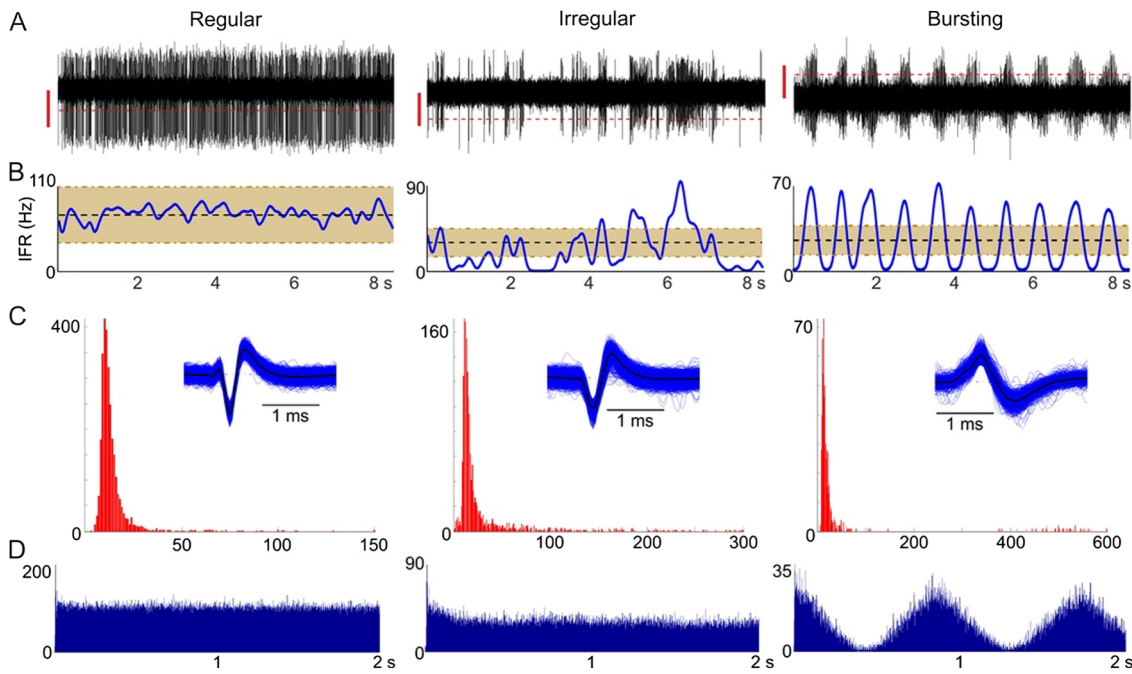 A Regular Irregular Bursting
B
IFR (Hz)
110 90 70
0 0 0
2 4 6 8 s 2 4 6 8 s 2 4 6 8 s
C
400 160 70
1 ms 1 ms 1 ms
0 0 0
50 100 150 100 200 300 0 200 400 600
D
200 90 35
0 0 0
1 2 s 1 2 s 1 2 s